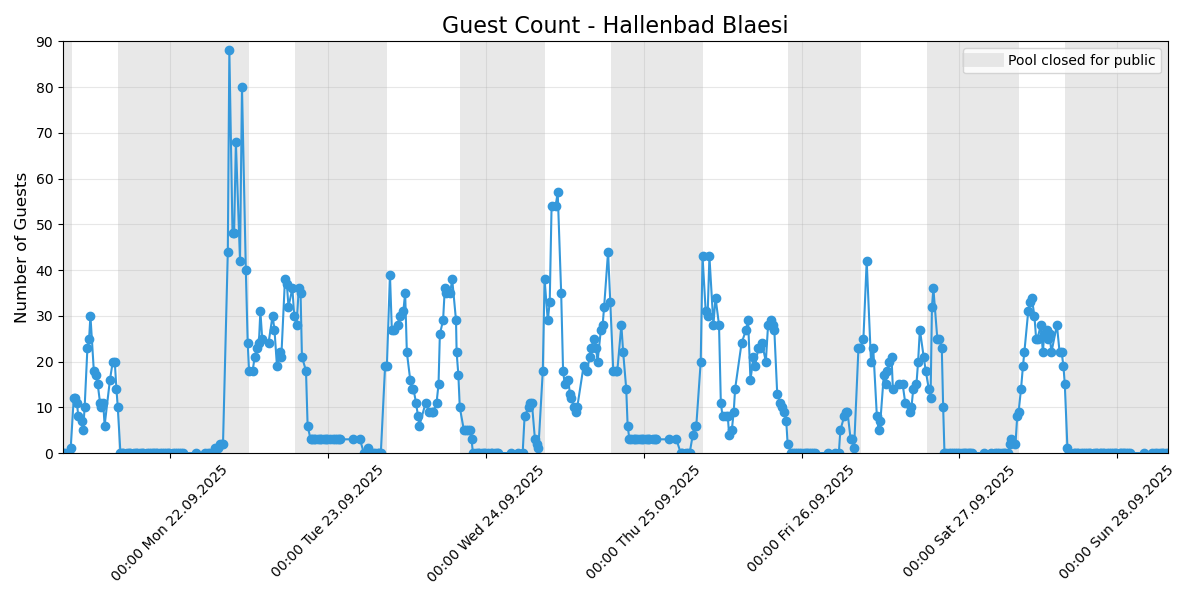 Guest Count - Hallenbad Blaesi
Pool closed for public
Number of Guests
90
80
70
60
50
40
30
20
10
0
00:00 Mon 22.09.2025
00:00 Tue 23.09.2025
00:00 Wed 24.09.2025
00:00 Thu 25.09.2025
00:00 Fri 26.09.2025
00:00 Sat 27.09.2025
00:00 Sun 28.09.2025